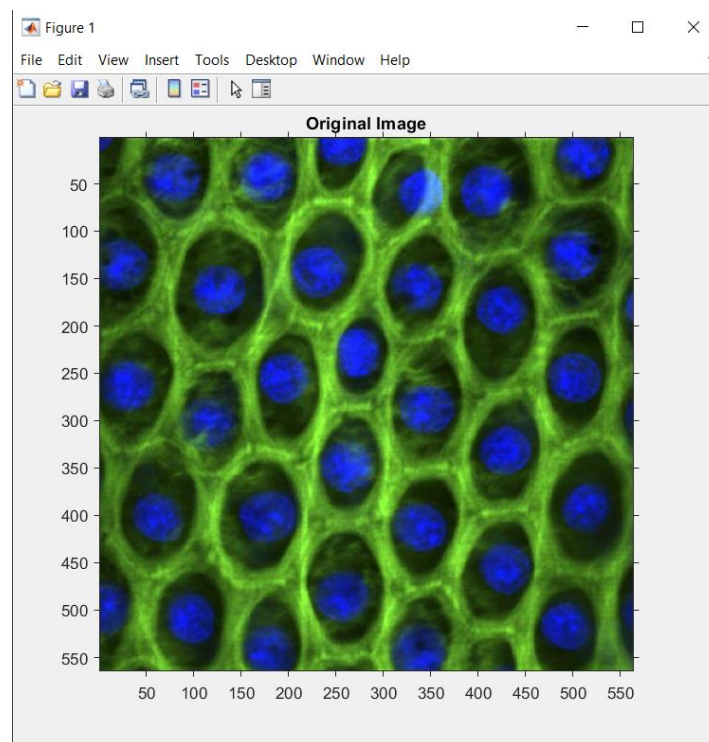 Figure 1
File Edit View Insert Tools Desktop Window Help
Original Image
50
100
150
200
250
300
350
400
450
500
550
50 100 150 200 250 300 350 400 450 500 550